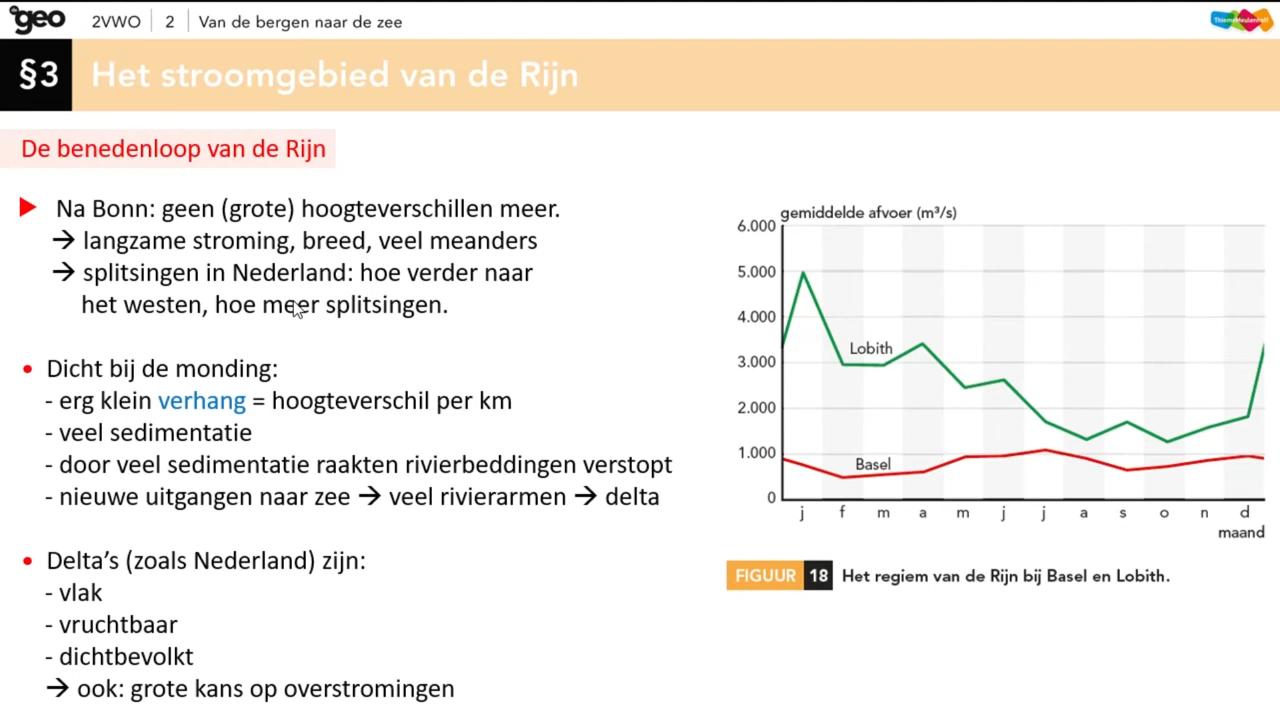 geo 2VWO 2 Van de bergen naar de zee
ThiemeMeulenhoff
§3 Het stroomgebied van de Rijn
De benedenloop van de Rijn
Na Bonn: geen (grote) hoogteverschillen meer.
→ langzame stroming, breed, veel meanders
→ splitsingen in Nederland: hoe verder naar
het westen, hoe meer splitsingen.
• Dicht bij de monding:
- erg klein verhang = hoogteverschil per km
- veel sedimentatie
- door veel sedimentatie raakten rivierbeddingen verstopt
- nieuwe uitgangen naar zee → veel rivierarmen → delta
• Delta’s (zoals Nederland) zijn:
- vlak
- vruchtbaar
- dichtbevolkt
→ ook: grote kans op overstromingen
gemiddelde afvoer (m³/s)
6.000
5.000
4.000
3.000
2.000
1.000
0
Lobith
Basel
j f m a m j j a s o n d
maand
FIGUUR 18 Het regiem van de Rijn bij Basel en Lobith.